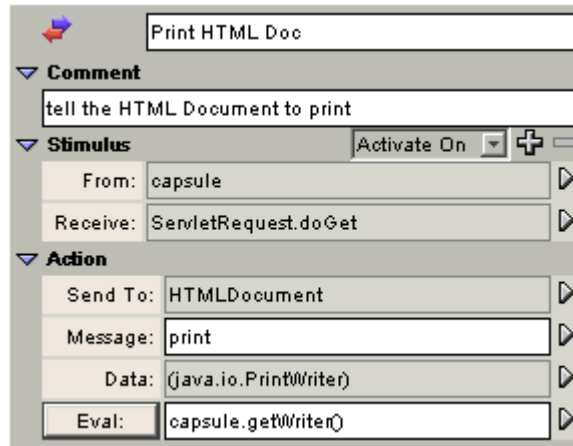 Print HTML Doc
Comment
tell the HTML Document to print
Stimulus Activate On
From: capsule
Receive: ServletRequest.doGet
Action
Send To: HTMLDocument
Message: print
Data: (java.io.PrintWriter)
Eval: capsule.getWriter()